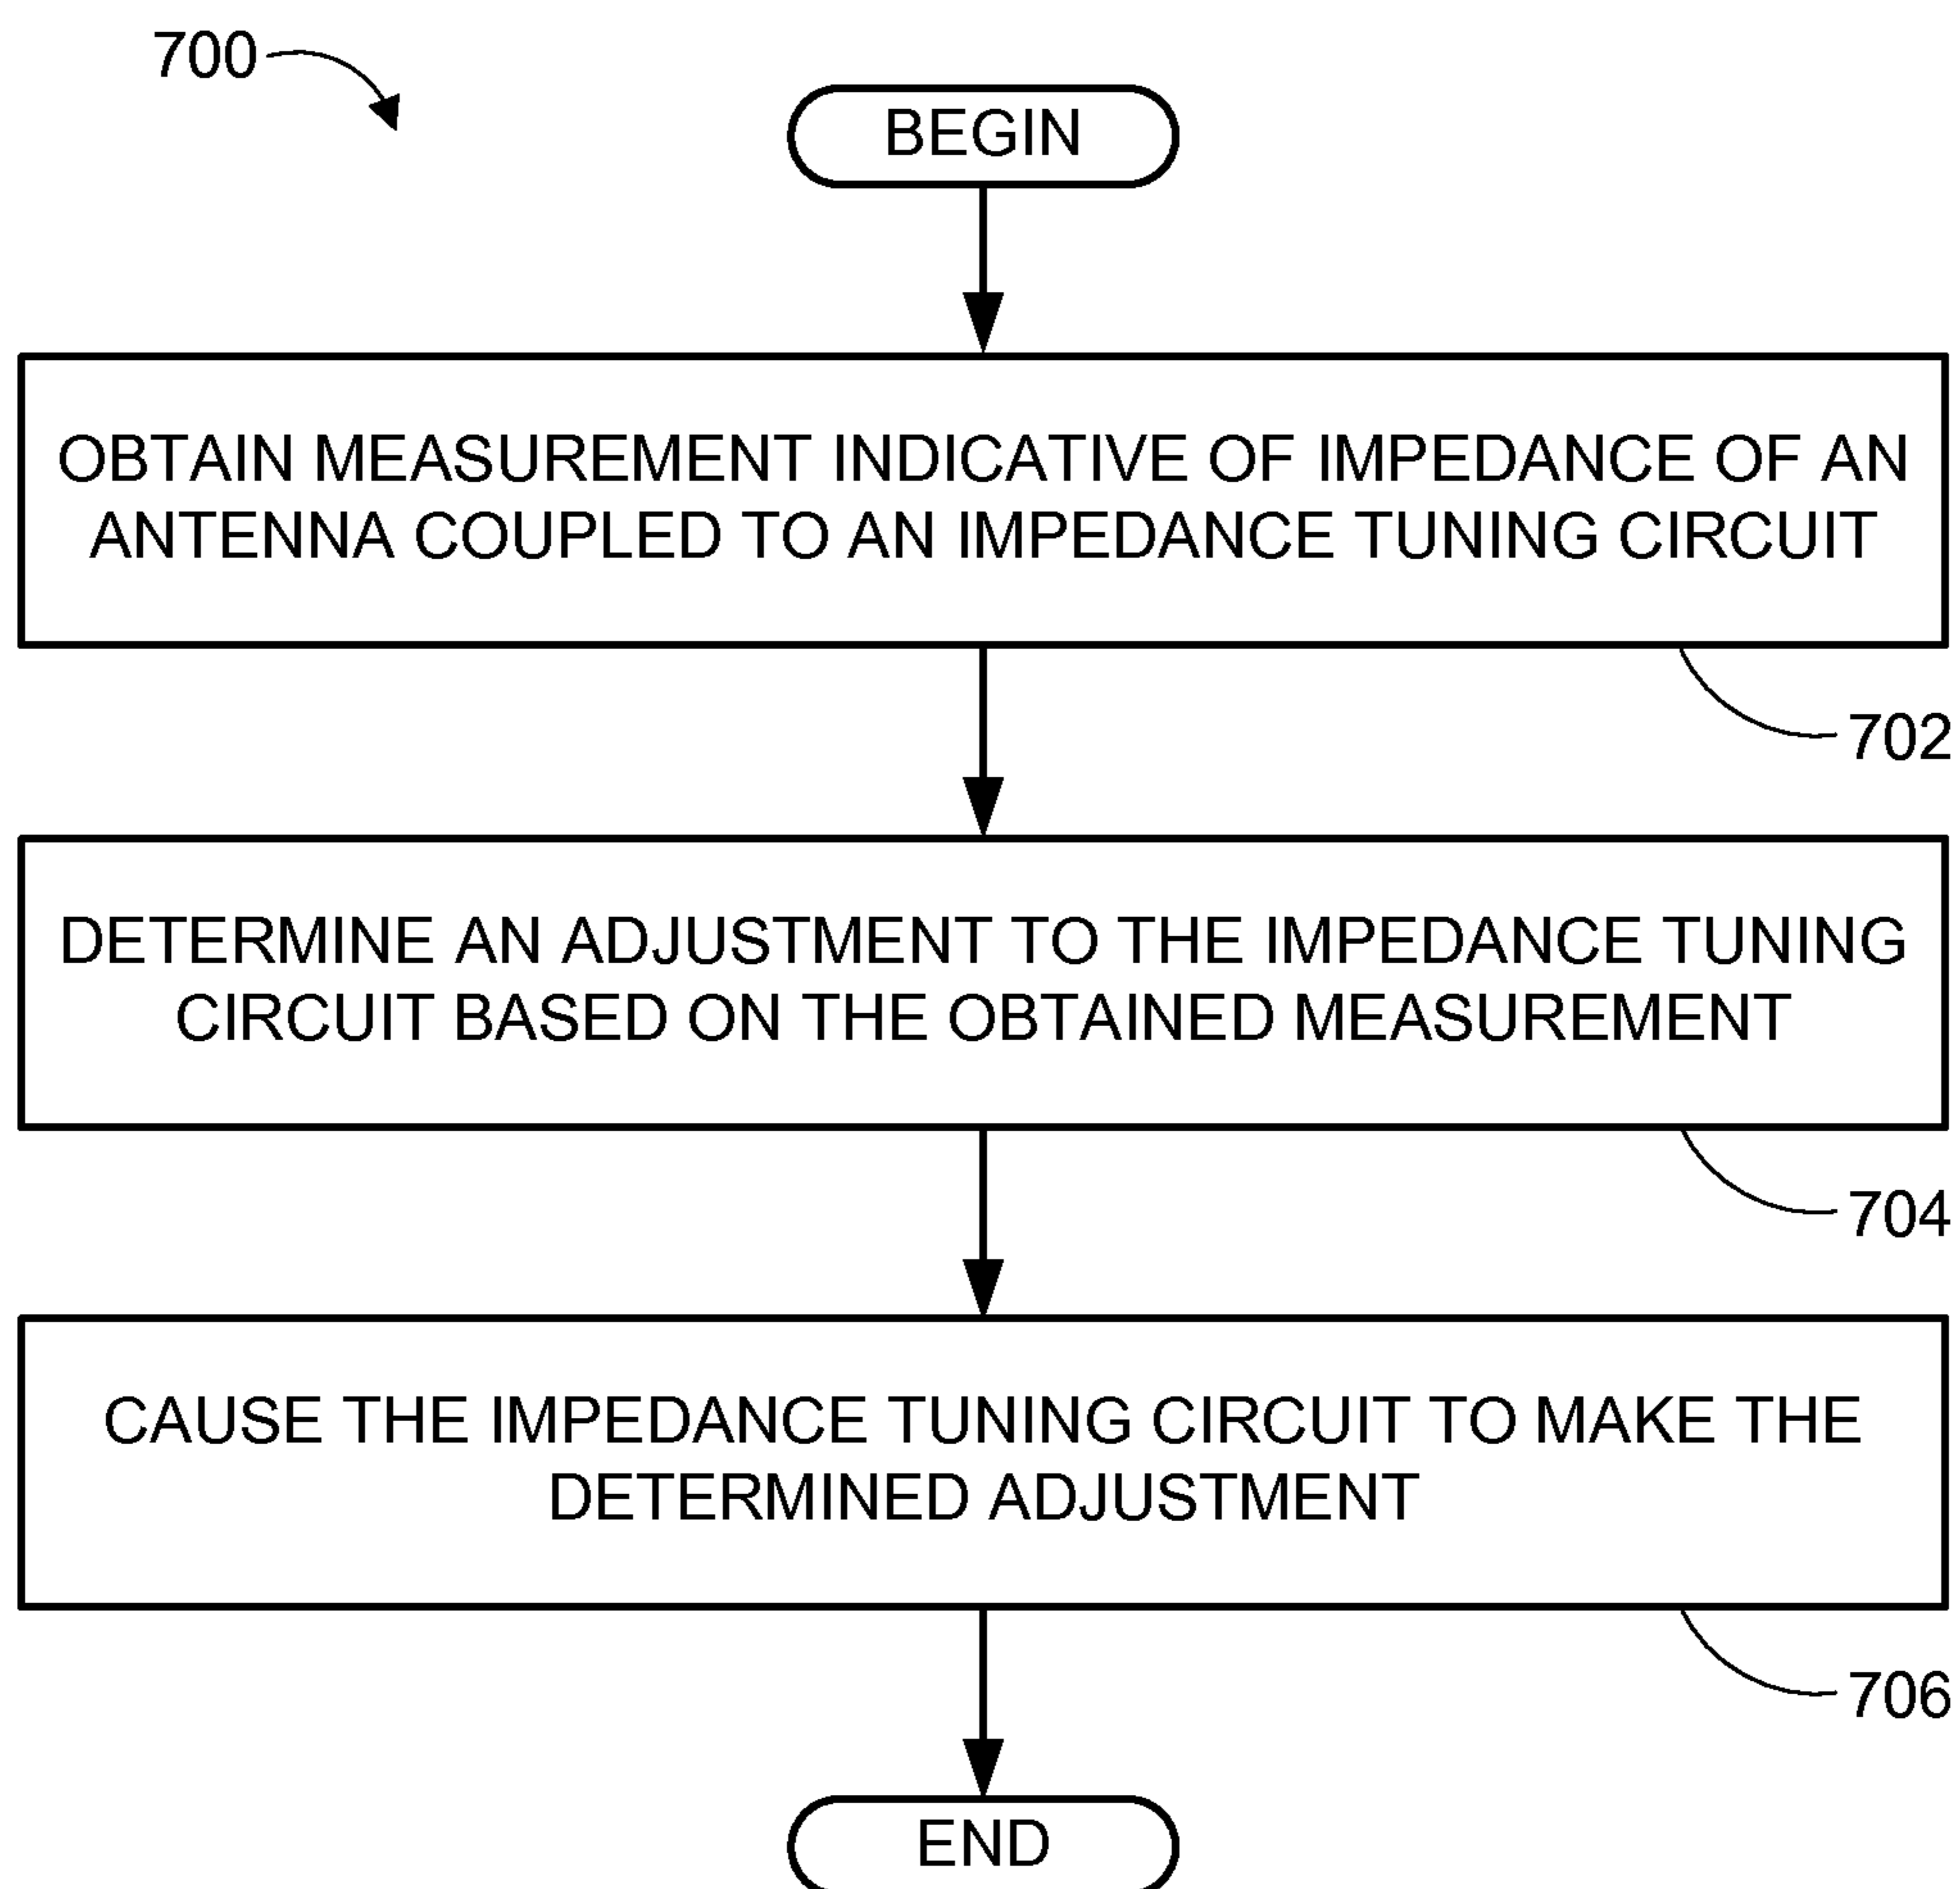 700
BEGIN
OBTAIN MEASUREMENT INDICATIVE OF IMPEDANCE OF AN
ANTENNA COUPLED TO AN IMPEDANCE TUNING CIRCUIT
702
DETERMINE AN ADJUSTMENT TO THE IMPEDANCE TUNING
CIRCUIT BASED ON THE OBTAINED MEASUREMENT
704
CAUSE THE IMPEDANCE TUNING CIRCUIT TO MAKE THE
DETERMINED ADJUSTMENT
706
END